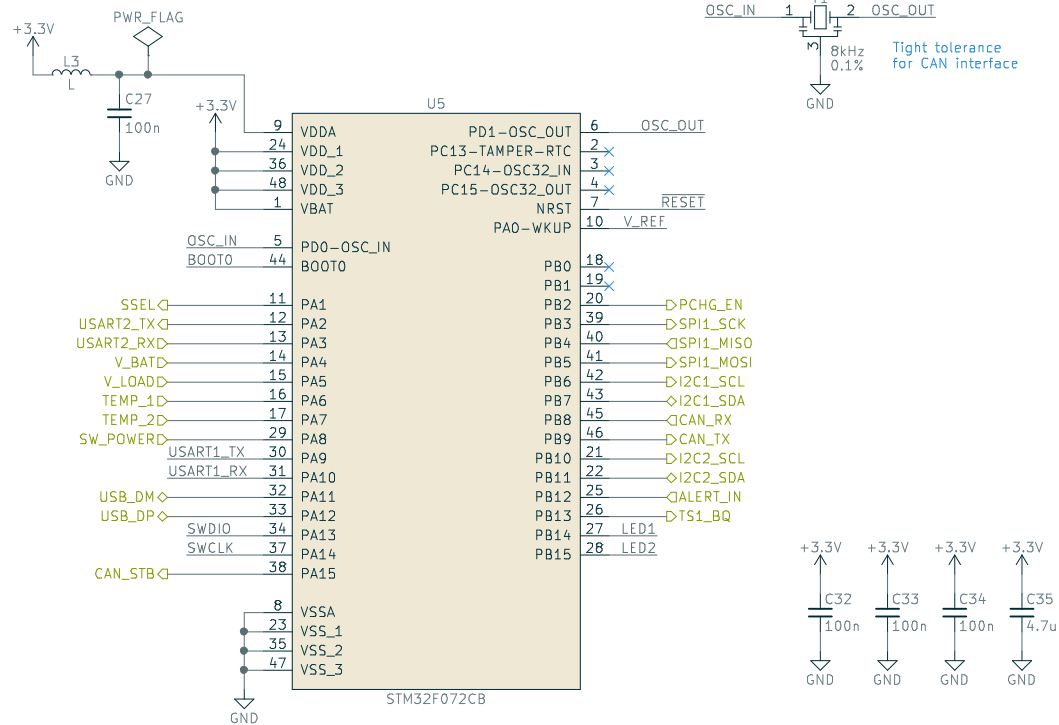 PWR_FLAG
+3.3V
L3
L
C27
100n
GND
+3.3V
OSC_IN 1 2 OSC_OUT
3
8kHz
0.1%
GND
Tight tolerance
for CAN interface
U5
9 VDDA
24 VDD_1
36 VDD_2
48 VDD_3
1 VBAT
OSC_IN 5 PD0-OSC_IN
BOOT0 44 BOOT0
SSEL 11 PA1
USART2_TX 12 PA2
USART2_RX 13 PA3
V_BAT 14 PA4
V_LOAD 15 PA5
TEMP_1 16 PA6
TEMP_2 17 PA7
SW_POWER 29 PA8
USART1_TX 30 PA9
USART1_RX 31 PA10
USB_DM 32 PA11
USB_DP 33 PA12
SWDIO 34 PA13
SWCLK 37 PA14
CAN_STB 38 PA15
8 VSSA
23 VSS_1
35 VSS_2
47 VSS_3
GND
PD1-OSC_OUT 6 OSC_OUT
PC13-TAMPER-RTC 2
PC14-OSC32_IN 3
PC15-OSC32_OUT 4
NRST 7 RESET
PA0-WKUP 10 V_REF
PB0 18
PB1 19
PB2 20 PCHG_EN
PB3 39 SPI1_SCK
PB4 40 SPI1_MISO
PB5 41 SPI1_MOSI
PB6 42 I2C1_SCL
PB7 43 I2C1_SDA
PB8 45 CAN_RX
PB9 46 CAN_TX
PB10 21 I2C2_SCL
PB11 22 I2C2_SDA
PB12 25 ALERT_IN
PB13 26 TS1_BQ
PB14 27 LED1
PB15 28 LED2
STM32F072CB
+3.3V +3.3V +3.3V +3.3V
C32 C33 C34 C35
100n 100n 100n 4.7u
GND GND GND GND